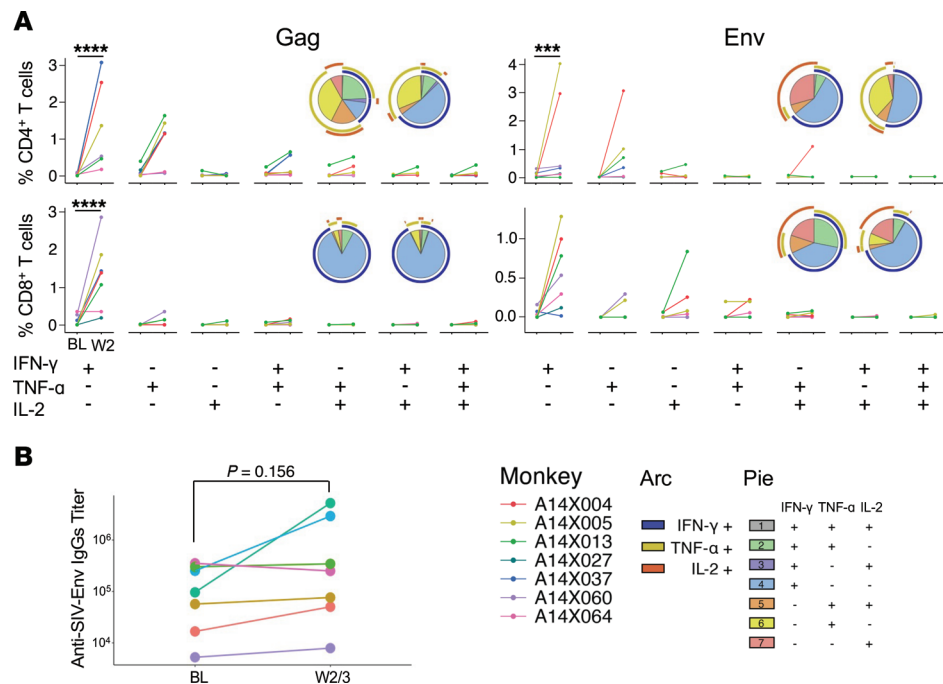 A
Gag
Env
****
***
% CD4+ T cells
3
2
1
0
4
3
2
1
0
****
% CD8+ T cells
3
2
1
0
1.0
0.5
0.0
BL W2
IFN-γ + - - + - + + + - - + - + +
TNF-α - + - + + - + - + - + + - +
IL-2 - - + - + + + - - + - + + +
B
P = 0.156
Anti-SIV-Env IgGs Titer
10⁶
10⁵
10⁴
BL W2/3
Monkey
A14X004
A14X005
A14X013
A14X027
A14X037
A14X060
A14X064
Arc
IFN-γ +
TNF-α +
IL-2 +
Pie
IFN-γ TNF-α IL-2
1 + + +
2 + + -
3 + - +
4 + - -
5 - + +
6 - + -
7 - - +